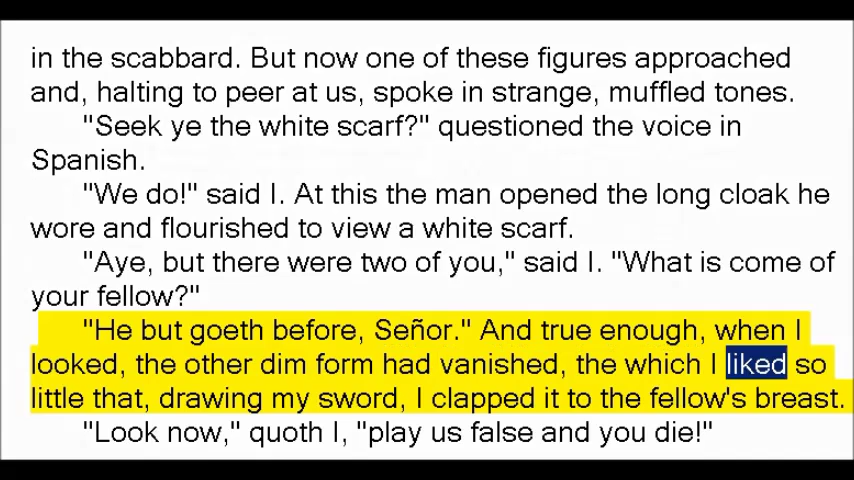 in the scabbard. But now one of these figures approached
and, halting to peer at us, spoke in strange, muffled tones.
"Seek ye the white scarf?" questioned the voice in
Spanish.
"We do!" said I. At this the man opened the long cloak he
wore and flourished to view a white scarf.
"Aye, but there were two of you," said I. "What is come of
your fellow?"
"He but goeth before, Señor." And true enough, when I
looked, the other dim form had vanished, the which I liked so
little that, drawing my sword, I clapped it to the fellow's breast.
"Look now," quoth I, "play us false and you die!"